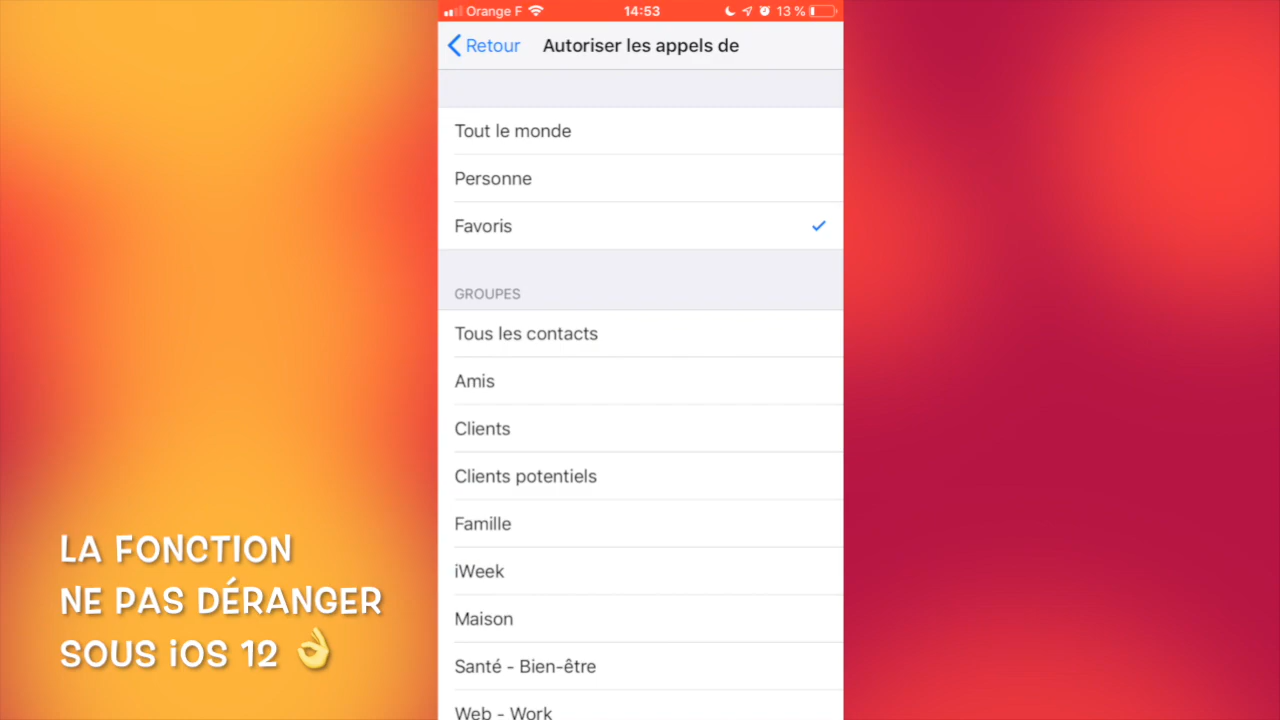 Orange F 14:53 13 %
Retour Autoriser les appels de
Tout le monde
Personne
Favoris
GROUPES
Tous les contacts
Amis
Clients
Clients potentiels
Famille
iWeek
Maison
Santé - Bien-être
Web - Work
LA FONCTION
NE PAS DÉRANGER
SOUS iOS 12 👌